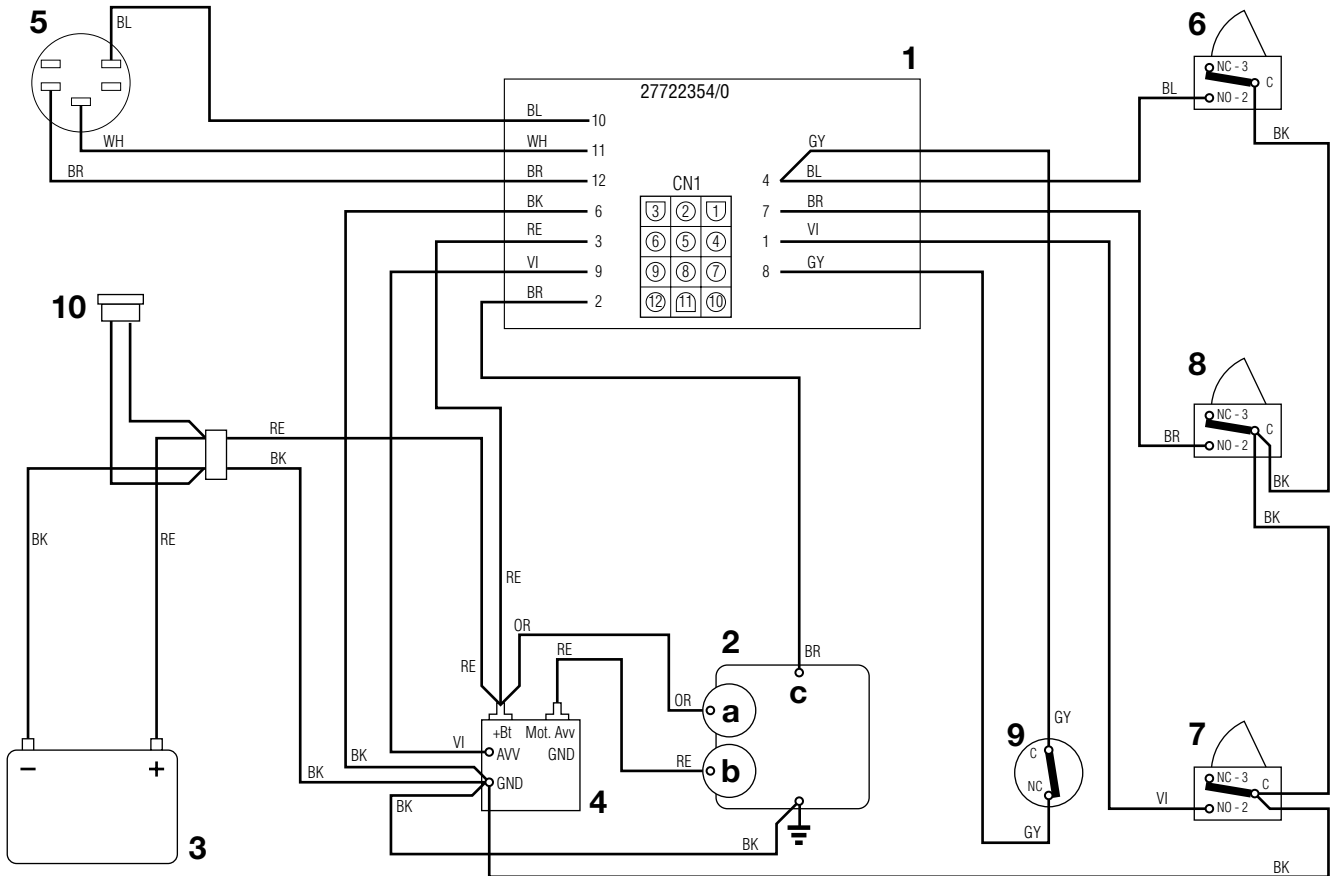 5
BL
6
NC - 3
C
NO - 2
BL
BK
1
27722354/0
BL
10
WH
WH
11
GY
BR
BR
12
4
BL
CN1
BK
6
7
BR
3 2 1
RE
3
1
VI
6 5 4
VI
9
8
GY
9 8 7
BR
2
12 11 10
10
8
NC - 3
C
NO - 2
BR
RE
BK
BK
BK
BK
RE
RE
OR
RE
RE
2
BR
c
OR
a
+Bt
Mot. Avv
VI
AVV
GND
BK
BK
GND
RE
b
BK
4
BK
GY
9
C
NC
GY
7
NC - 3
C
NO - 2
VI
BK
−
+
3